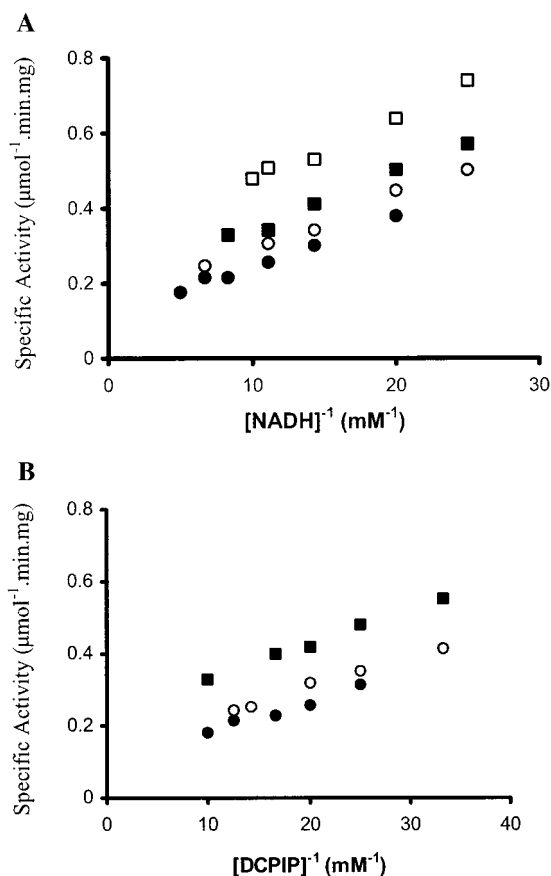 A
Specific Activity (µmol⁻¹.min.mg)
0.8
0.6
0.4
0.2
0
0 10 20 30
[NADH]⁻¹ (mM⁻¹)
B
Specific Activity (µmol⁻¹.min.mg)
0.8
0.6
0.4
0.2
0
0 10 20 30 40
[DCPIP]⁻¹ (mM⁻¹)